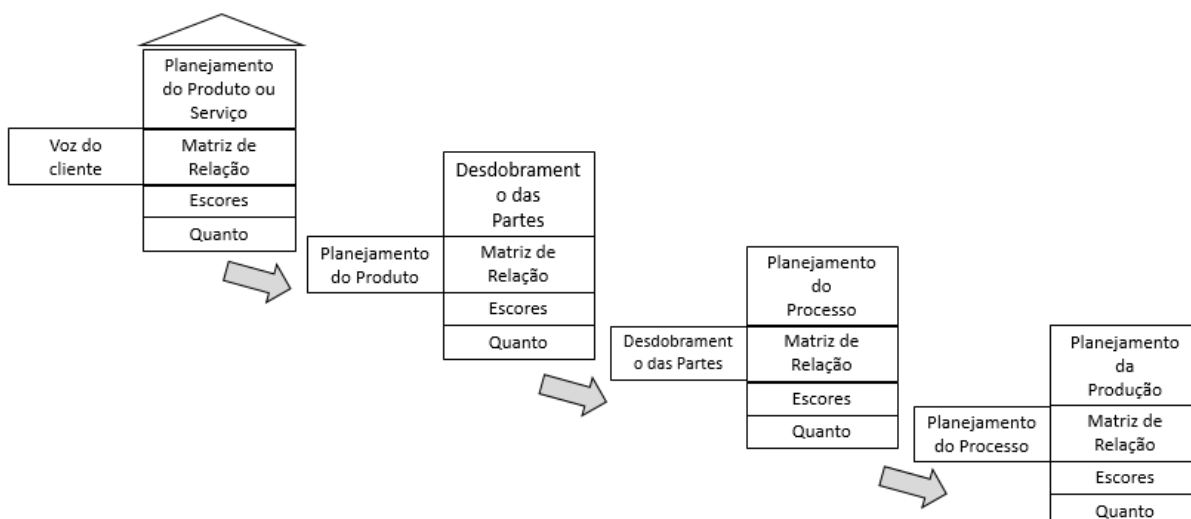 Planejamento
do Produto ou
Serviço
Voz do
cliente
Matriz de
Relação
Escores
Quanto
Desdobrament
o das
Partes
Planejamento
do Produto
Matriz de
Relação
Escores
Quanto
Planejamento
do
Processo
Desdobrament
o das Partes
Matriz de
Relação
Escores
Quanto
Planejamento
da
Produção
Planejamento
do Processo
Matriz de
Relação
Escores
Quanto